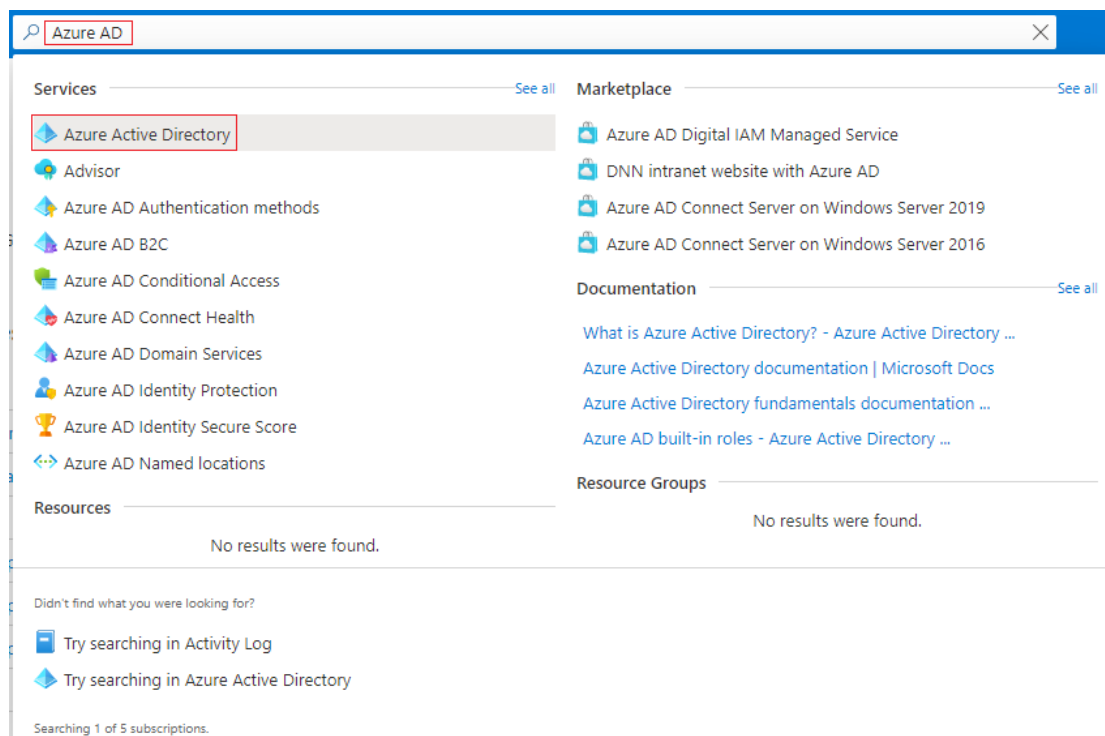 Azure AD
Services
See all
Azure Active Directory
Advisor
Azure AD Authentication methods
Azure AD B2C
Azure AD Conditional Access
Azure AD Connect Health
Azure AD Domain Services
Azure AD Identity Protection
Azure AD Identity Secure Score
Azure AD Named locations
Resources
No results were found.
Marketplace
See all
Azure AD Digital IAM Managed Service
DNN intranet website with Azure AD
Azure AD Connect Server on Windows Server 2019
Azure AD Connect Server on Windows Server 2016
Documentation
See all
What is Azure Active Directory? - Azure Active Directory ...
Azure Active Directory documentation | Microsoft Docs
Azure Active Directory fundamentals documentation ...
Azure AD built-in roles - Azure Active Directory ...
Resource Groups
No results were found.
Didn't find what you were looking for?
Try searching in Activity Log
Try searching in Azure Active Directory
Searching 1 of 5 subscriptions.